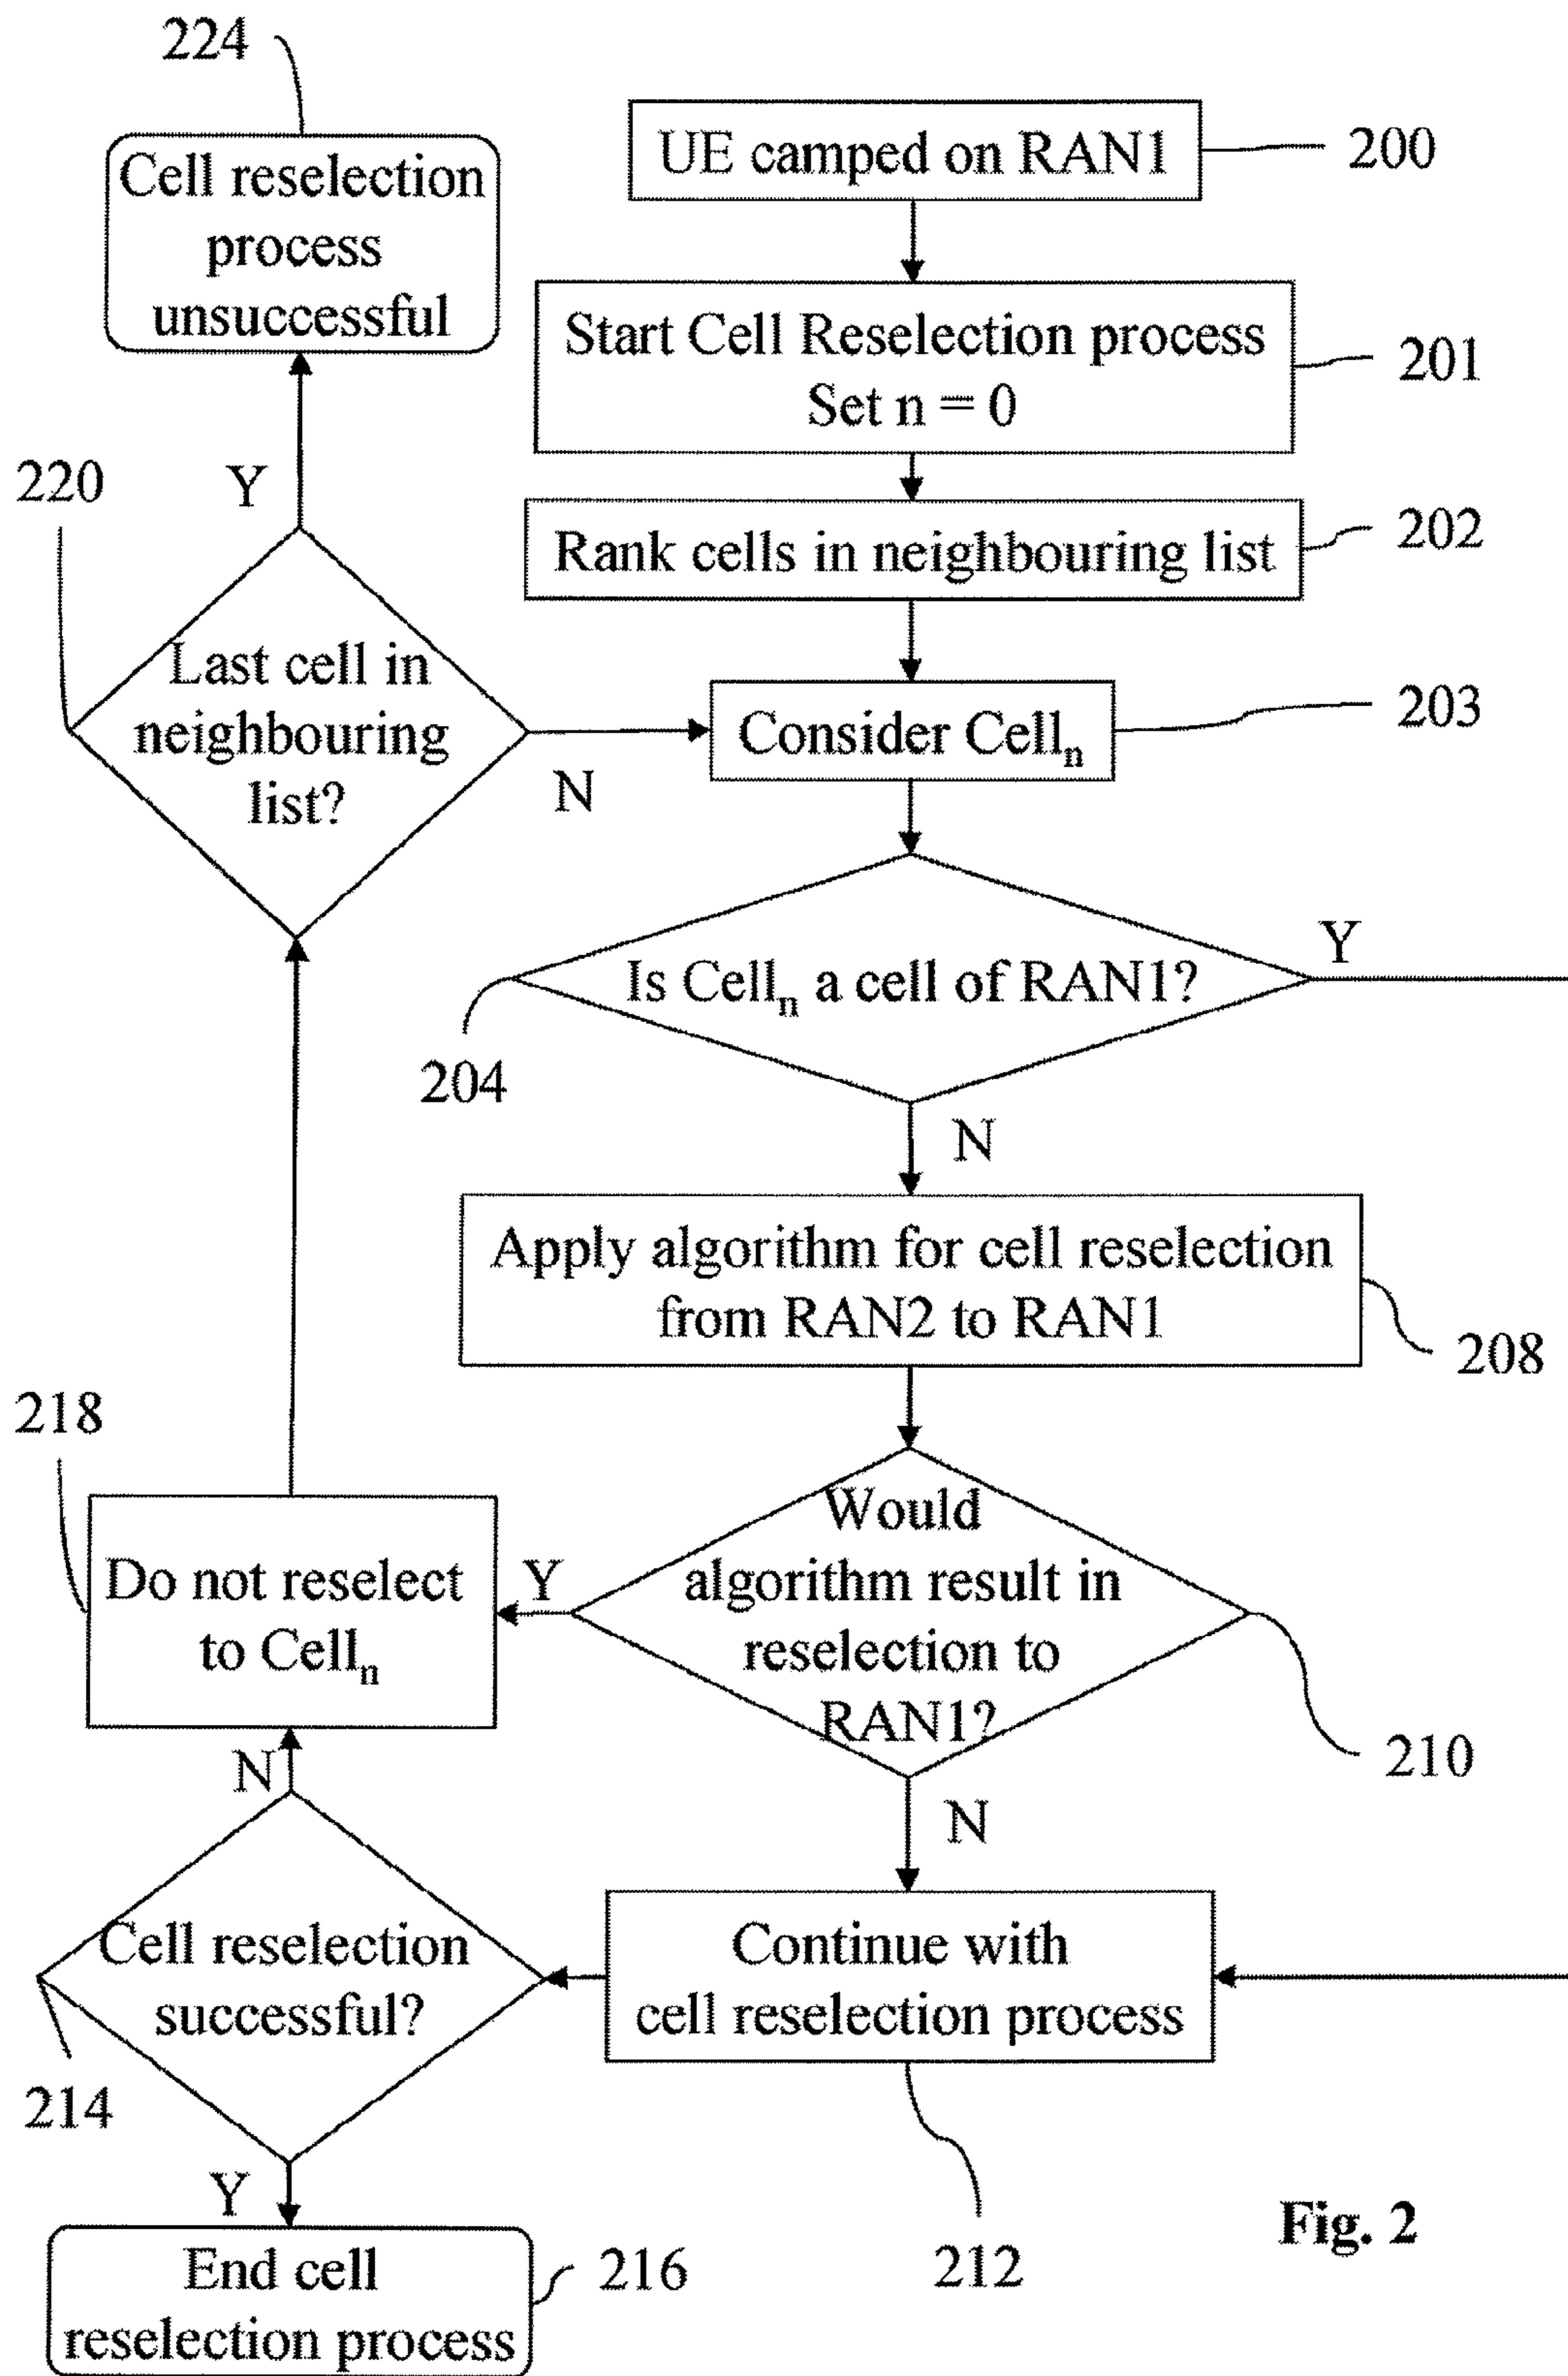 224
Cell reselection
process
unsuccessful
UE camped on RAN1
200
Start Cell Reselection process
Set n = 0
201
220
Y
Rank cells in neighbouring list
202
Last cell in
neighbouring
list?
N
Consider Cellₙ
203
Is Cellₙ a cell of RAN1?
Y
204
N
Apply algorithm for cell reselection
from RAN2 to RAN1
208
218
Do not reselect
to Cellₙ
Y
Would
algorithm result in
reselection to
RAN1?
210
N
N
Cell reselection
successful?
214
Continue with
cell reselection process
212
Y
End cell
reselection process
216
Fig. 2